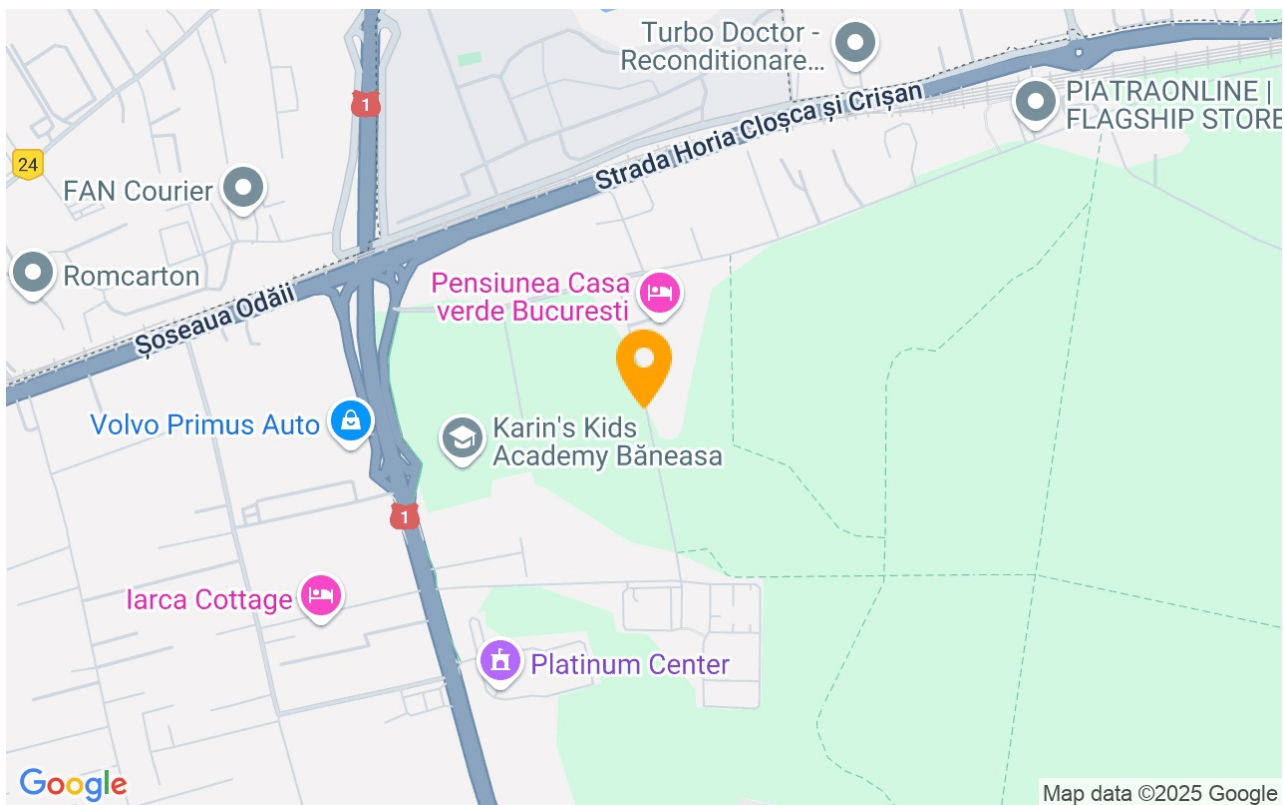 Turbo Doctor -
Reconditionare...
1
PIATRAONLINE |
FLAGSHIP STORE
Strada Horia Cloșca și Crișan
24
FAN Courier
Romcarton
Pensiunea Casa
verde Bucuresti
Șoseaua Odăii
Volvo Primus Auto
Karin's Kids
Academy Băneasa
1
Iarca Cottage
Platinum Center
Google
Map data ©2025 Google